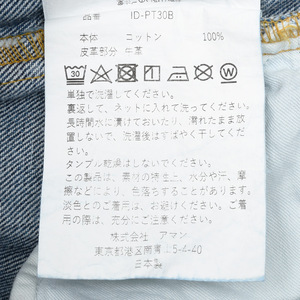 品番 ID-PT30B
本体 コットン 100%
皮革部分 牛革
30
単独で洗濯してください。
裏返して、ネットに入れて洗ってください。
長時間水に漬けておいたり、濡れたまま放
置しないで、洗濯後はすばやく干してくださ
い。
タンブル乾燥はしないでください。
この製品は、素材の特性上、水分や汗、摩
擦などにより、色落ちすることがあります。
淡色とのご着用は、お避けください。ご着
用の際は、充分にご注意ください。
株式会社 アマン
東京都港区南青山5-4-40
日本製